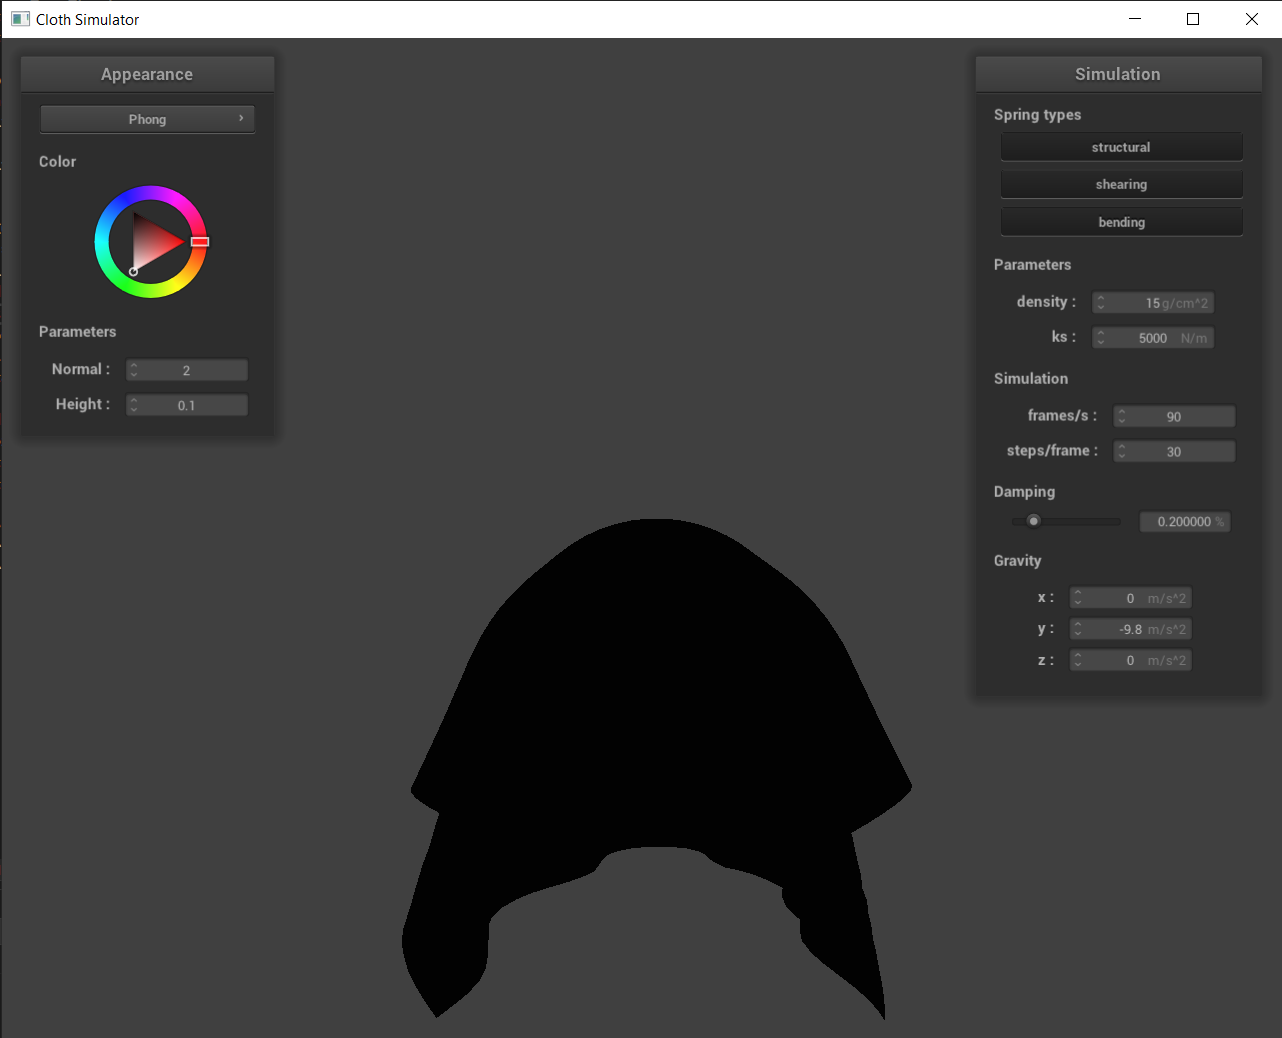 Cloth Simulator
Appearance
Phong
Color
Parameters
Normal :
2
Height :
0.1
Simulation
Spring types
structural
shearing
bending
Parameters
density :
15 g/cm^2
ks :
5000 N/m
Simulation
frames/s :
90
steps/frame :
30
Damping
0.200000 %
Gravity
x :
0 m/s^2
y :
-9.8 m/s^2
z :
0 m/s^2